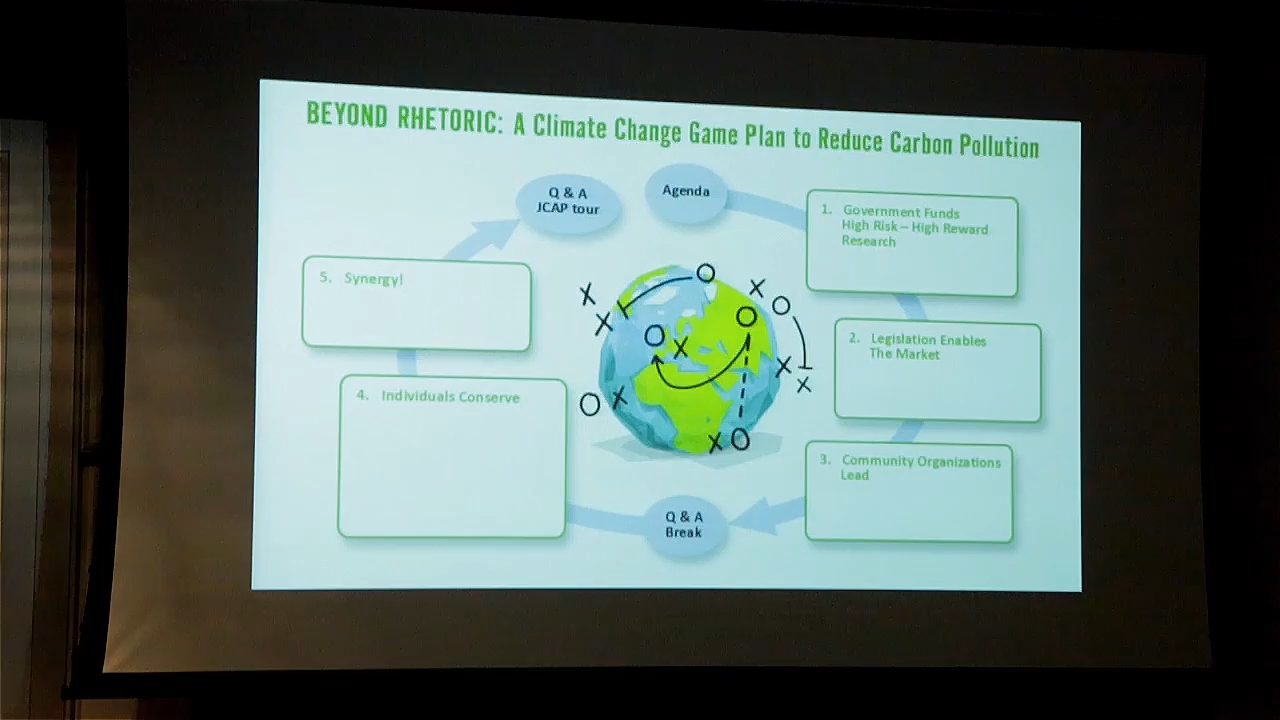 BEYOND RHETORIC: A Climate Change Game Plan to Reduce Carbon Pollution
Agenda
1. Government Funds
High Risk – High Reward
Research
2. Legislation Enables
The Market
3. Community Organizations
Lead
Q & A
Break
4. Individuals Conserve
5. Synergy!
Q & A
JCAP tour
X
X
O
X
O
O
O
X
X
X
O
X
X
O